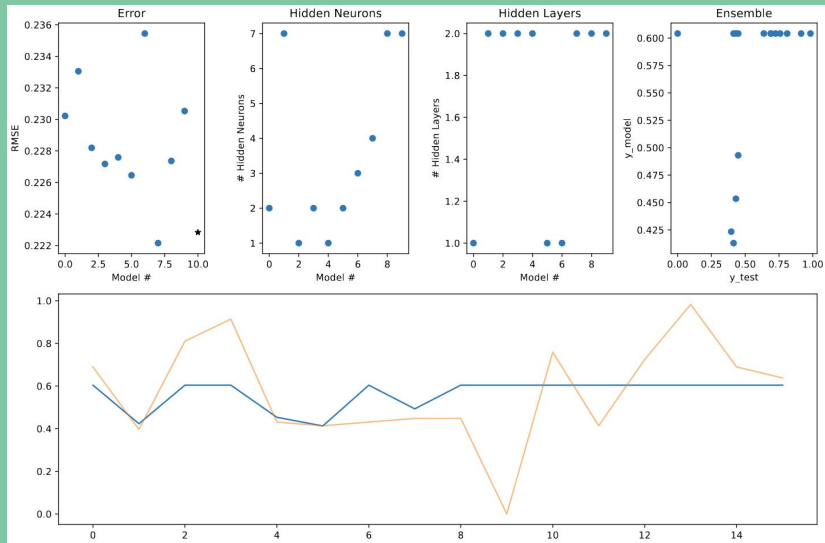 Error
0.236
0.234
0.232
0.230
0.228
0.226
0.224
0.222
RMSE
0.0 2.5 5.0 7.5 10.0
Model #
Hidden Neurons
7
6
5
4
3
2
1
# Hidden Neurons
0 2 4 6 8
Model #
Hidden Layers
2.0
1.8
1.6
1.4
1.2
1.0
# Hidden Layers
0 2 4 6 8
Model #
Ensemble
0.600
0.575
0.550
0.525
0.500
0.475
0.450
0.425
y_model
0.00 0.25 0.50 0.75 1.00
y_test
1.0
0.8
0.6
0.4
0.2
0.0
0 2 4 6 8 10 12 14